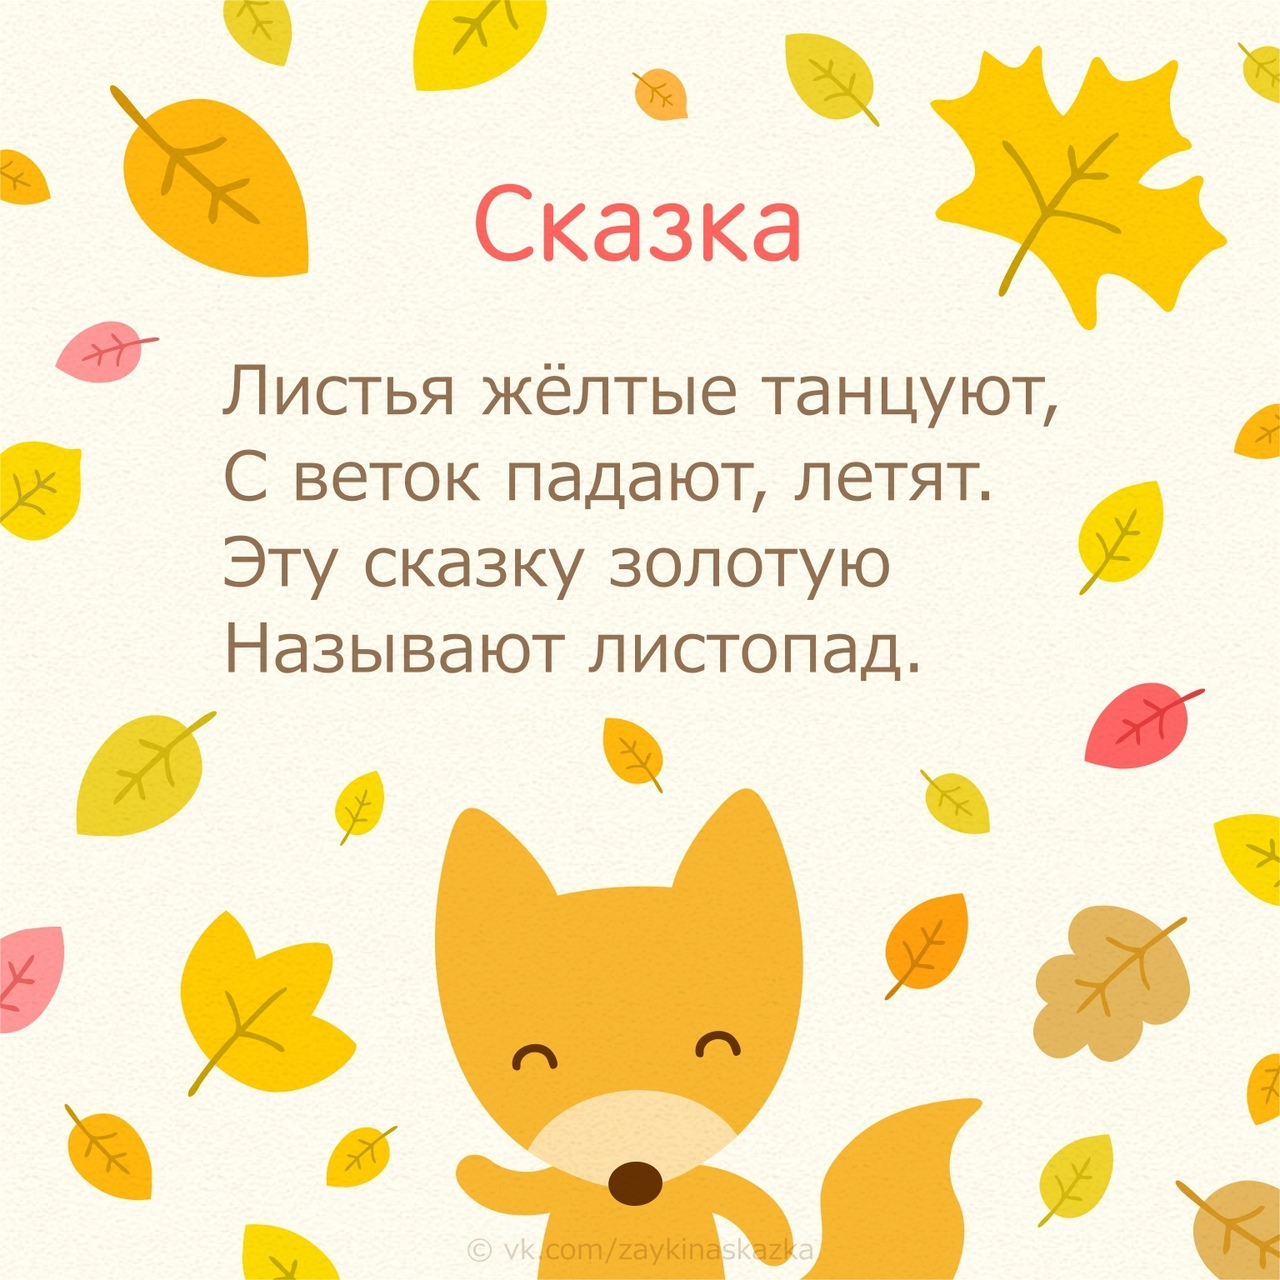 Сказка
Листья жёлтые танцуют,
С веток падают, летят.
Эту сказку золотую
Называют листопад.
© vk.com/zaykinaskazka